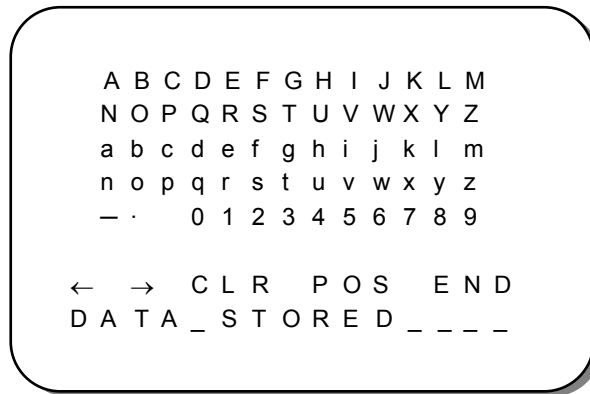 A B C D E F G H I J K L M
N O P Q R S T U V W X Y Z
a b c d e f g h i j k l m
n o p q r s t u v w x y z
— · 0 1 2 3 4 5 6 7 8 9
← → C L R P O S E N D
D A T A _ S T O R E D _ _ _ _